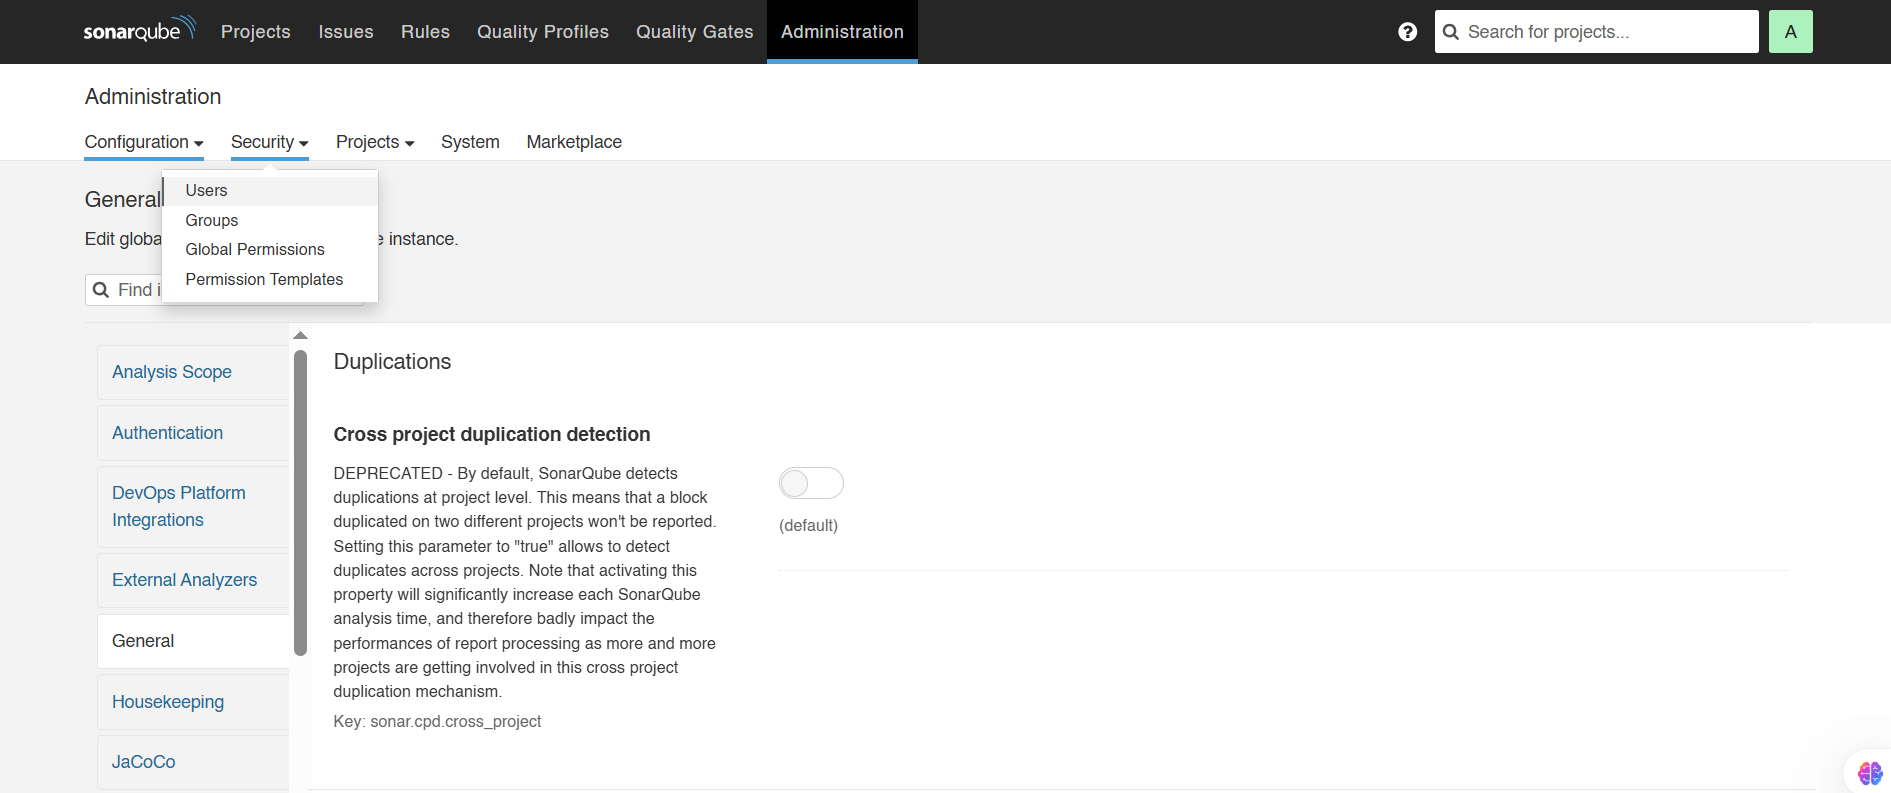 sonarqube Projects Issues Rules Quality Profiles Quality Gates Administration Search for projects... A
Administration
Configuration Security Projects System Marketplace
Users
Groups
Global Permissions
Permission Templates
General
Edit globa e instance.
Find i
Analysis Scope
Authentication
DevOps Platform
Integrations
External Analyzers
General
Housekeeping
JaCoCo
Duplications
Cross project duplication detection
DEPRECATED - By default, SonarQube detects
duplications at project level. This means that a block
duplicated on two different projects won't be reported.
Setting this parameter to "true" allows to detect
duplicates across projects. Note that activating this
property will significantly increase each SonarQube
analysis time, and therefore badly impact the
performances of report processing as more and more
projects are getting involved in this cross project
duplication mechanism.
Key: sonar.cpd.cross_project
(default)